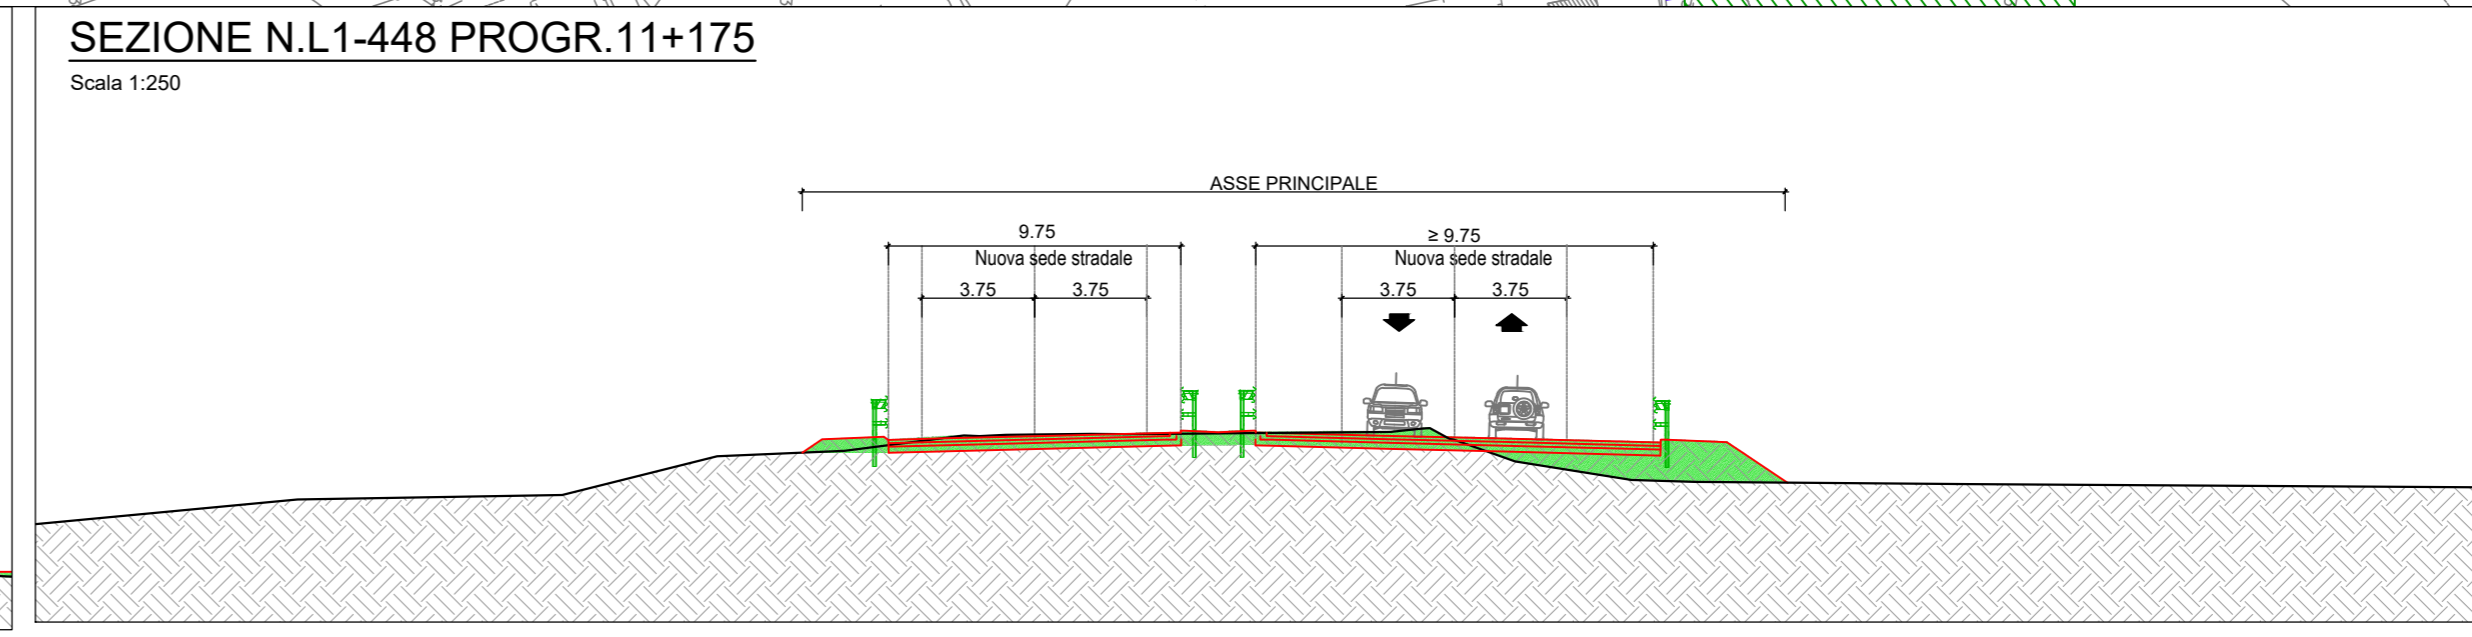 SEZIONE N.L1-448 PROGR.11+175
Scala 1:250
ASSE PRINCIPALE
9.75
≥ 9.75
Nuova sede stradale
Nuova sede stradale
3.75
3.75
3.75
3.75